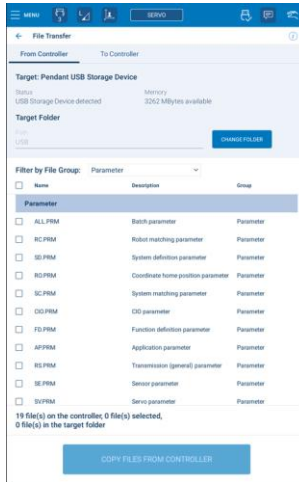 MENU
SERVO
File Transfer
From Controller To Controller
Target: Pendant USB Storage Device
Status Memory
USB Storage Device detected 3262 MBytes available
Target Folder
Path
USB
CHANGE FOLDER
Filter by File Group: Parameter
Name Description Group
Parameter
ALL.PRM Batch parameter Parameter
RC.PRM Robot matching parameter Parameter
SD.PRM System definition parameter Parameter
RO.PRM Coordinate home position parameter Parameter
SC.PRM System matching parameter Parameter
CIO.PRM CIO parameter Parameter
FD.PRM Function definition parameter Parameter
AP.PRM Application parameter Parameter
RS.PRM Transmission (general) parameter Parameter
SE.PRM Sensor parameter Parameter
SV.PRM Servo parameter Parameter
19 file(s) on the controller, 0 file(s) selected,
0 file(s) in the target folder
COPY FILES FROM CONTROLLER